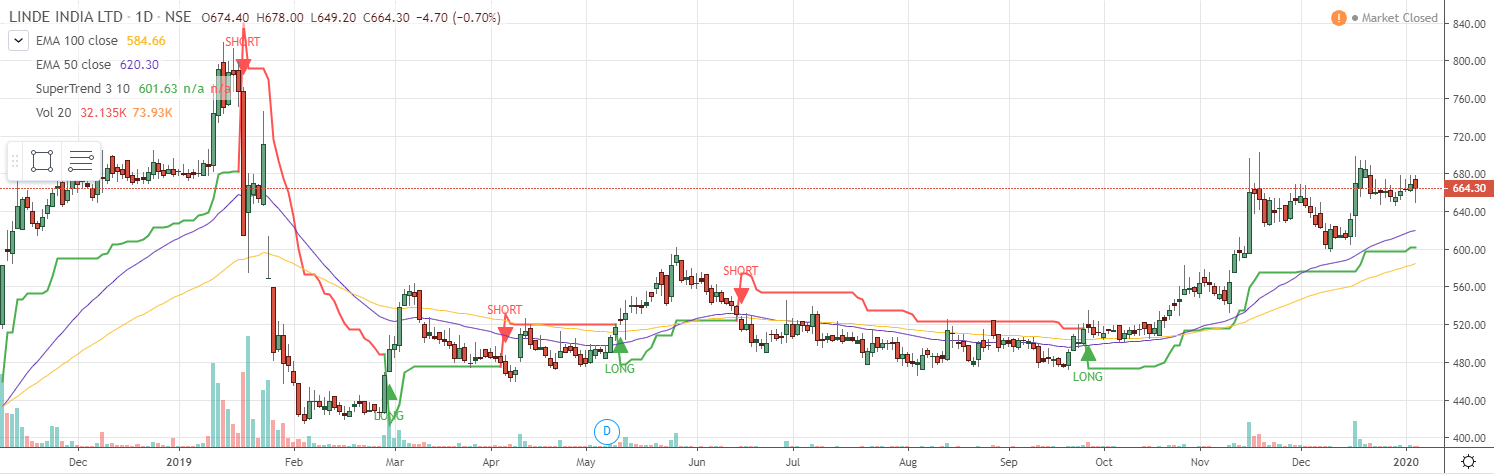 LINDE INDIA LTD · 1D · NSE O674.40 H678.00 L649.20 C664.30 −4.70 (−0.70%)
! Market Closed
EMA 100 close 584.66
EMA 50 close 620.30
SuperTrend 3 10 601.63 n/a n/a
Vol 20 32.135K 73.93K
SHORT
SHORT
SHORT
LONG
LONG
LONG
D
840.00
800.00
760.00
720.00
680.00
664.30
640.00
600.00
560.00
520.00
480.00
440.00
400.00
Dec 2019 Feb Mar Apr May Jun Jul Aug Sep Oct Nov Dec 2020